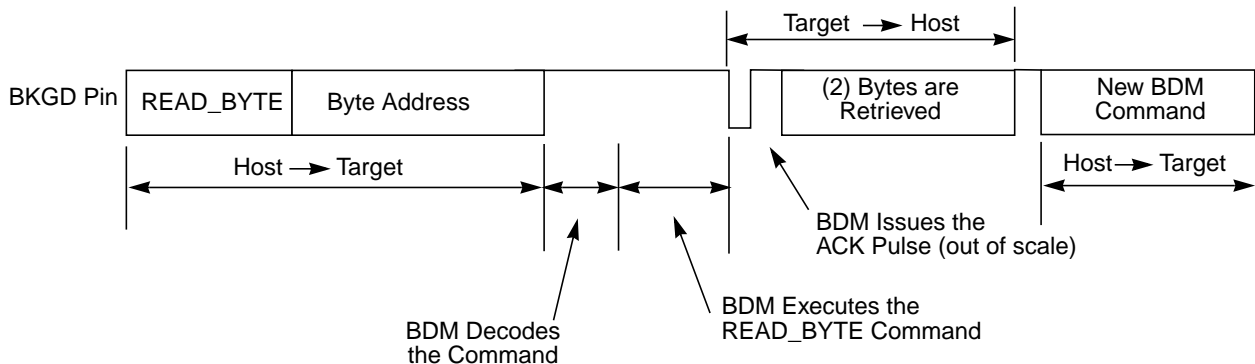 Target Host
BKGD Pin
READ_BYTE
Byte Address
(2) Bytes are
Retrieved
New BDM
Command
Host Target
Host Target
BDM Issues the
ACK Pulse (out of scale)
BDM Decodes
the Command
BDM Executes the
READ_BYTE Command